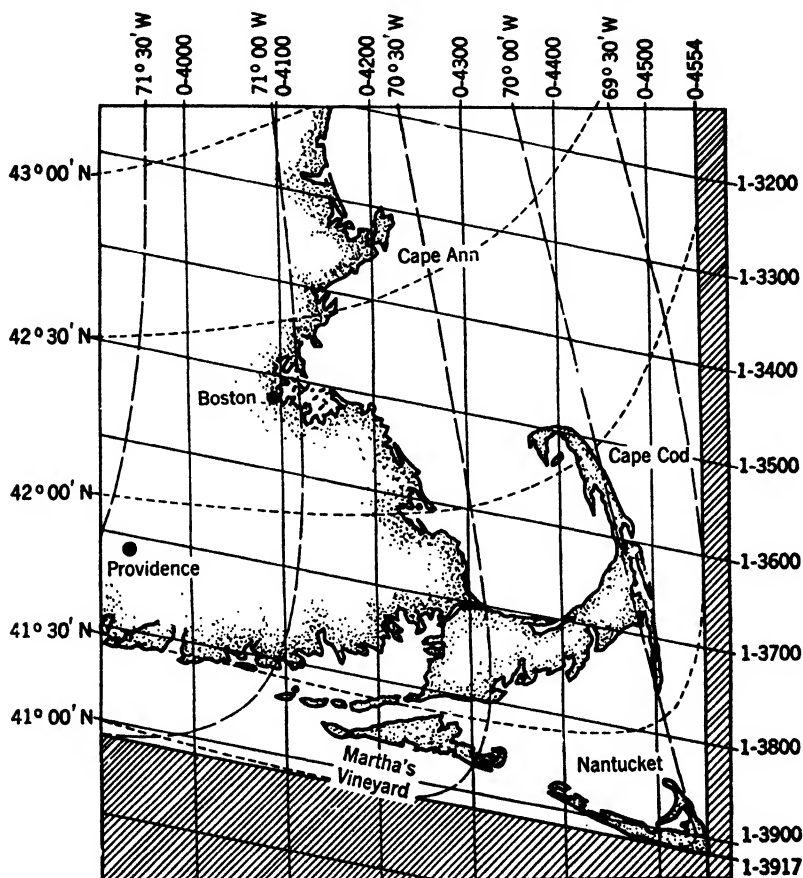 71° 30' W
0-4000
71° 00' W
0-4100
0-4200
70° 30' W
0-4300
70° 00' W
0-4400
69° 30' W
0-4500
0-4554
43° 00' N
1-3200
Cape Ann
1-3300
42° 30' N
1-3400
Boston
Cape Cod
1-3500
42° 00' N
1-3600
Providence
41° 30' N
1-3700
41° 00' N
1-3800
Martha's
Vineyard
Nantucket
1-3900
1-3917